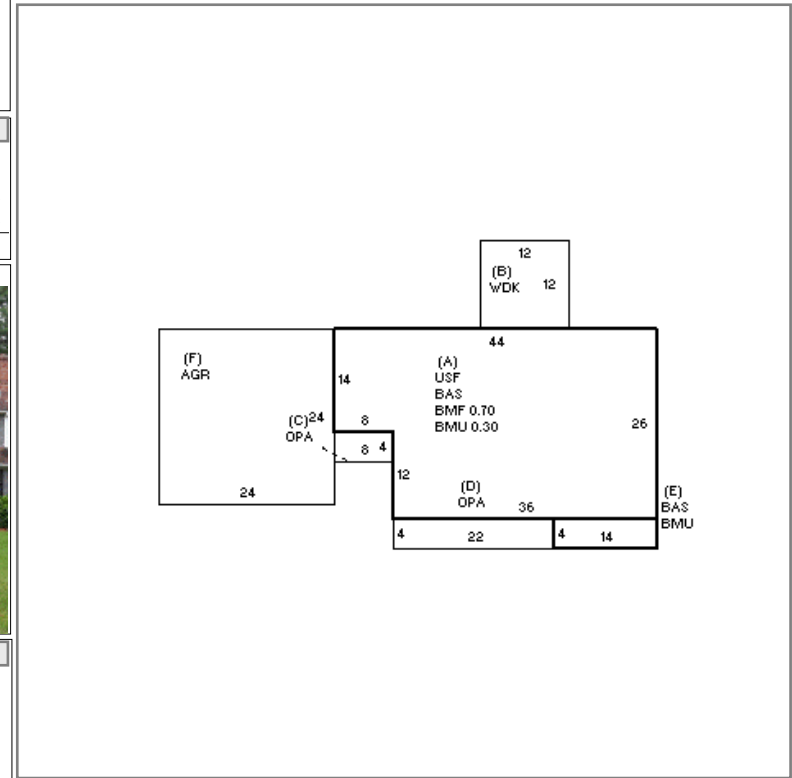 12
(B)
WDK
12
44
(F)
AGR
(A)
USF
BAS
BMF 0.70
BMU 0.30
14
(C)
24
OPA
8
26
8
4
12
24
(D)
OPA
36
(E)
BAS
BMU
4
22
4
14